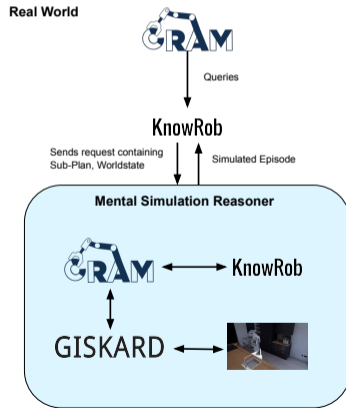 Real World
CRAM
Queries
KnowRob
Sends request containing
Sub-Plan, Worldstate
Simulated Episode
Mental Simulation Reasoner
CRAM
KnowRob
GISKARD